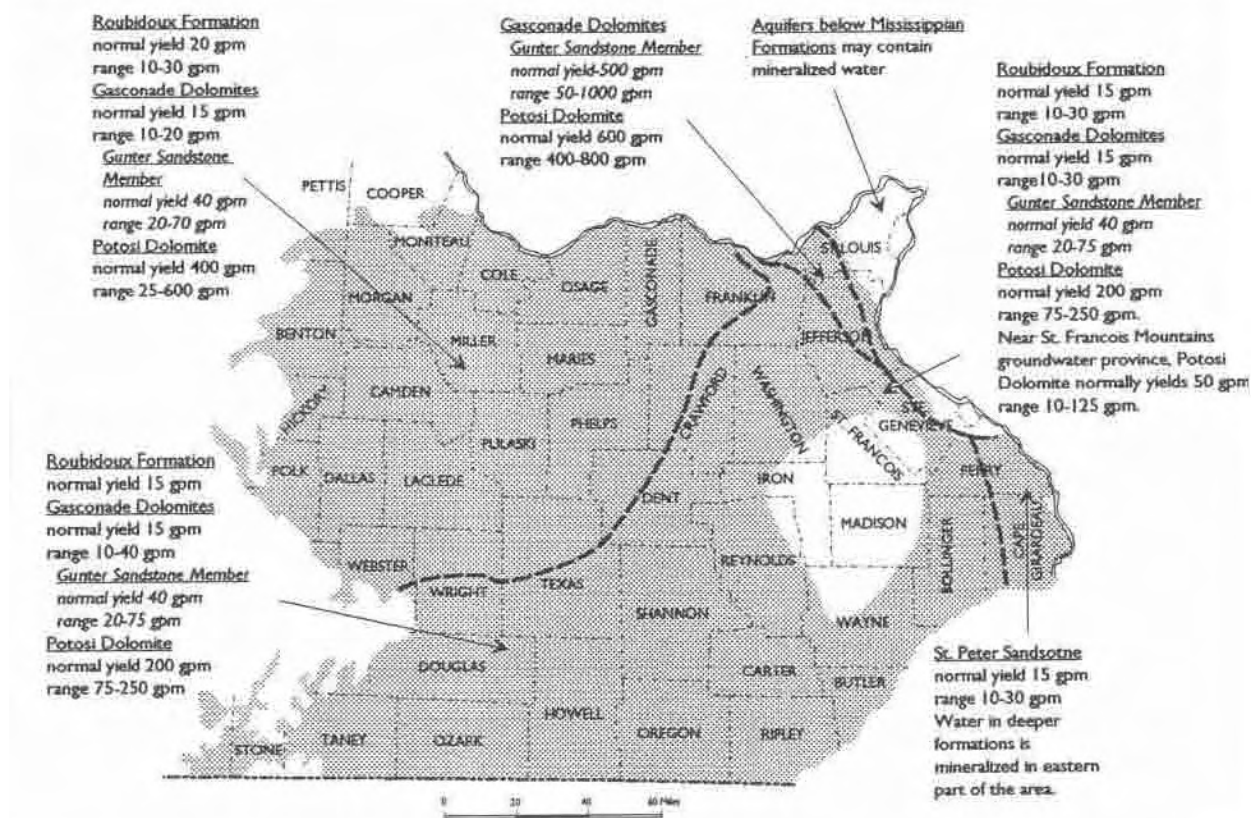 Roubidoux Formation
normal yield 20 gpm
range 10-30 gpm
Gasconade Dolomites
normal yield 15 gpm
range 10-20 gpm
Gunter Sandstone
Member
normal yield 40 gpm
range 20-70 gpm
Potosi Dolomite
normal yield 400 gpm
range 25-600 gpm
Gasconade Dolomites
Gunter Sandstone Member
normal yield-500 gpm
range 50-1000 gpm
Potosi Dolomite
normal yield 600 gpm
range 400-800 gpm
Aquifers below Mississippian
Formations may contain
mineralized water
Roubidoux Formation
normal yield 15 gpm
range 10-30 gpm
Gasconade Dolomites
normal yield 15 gpm
range10-30 gpm
Gunter Sandstone Member
normal yield 40 gpm
range 20-75 gpm
Potosi Dolomite
normal yield 200 gpm
range 75-250 gpm.
Near St. Francois Mountains
groundwater province, Potosi
Dolomite normally yields 50 gpm
range 10-125 gpm.
PETTIS
COOPER
MONITEAU
COLE
OSAGE
GASCONADE
FRANKLIN
ST. LOUIS
MORGAN
BENTON
MILLER
MARIES
JEFFERSON
CAMDEN
HICKORY
PULASKI
PHELPS
CRAWFORD
WASHINGTON
ST. FRANCOIS
STE.
GENEVIEVE
POLK
DALLAS
LACLEDE
DENT
IRON
PERRY
MADISON
WEBSTER
WRIGHT
TEXAS
REYNOLDS
BOLLINGER
CAPE
GIRARDEAU
SHANNON
WAYNE
DOUGLAS
CARTER
BUTLER
HOWELL
STONE
TANEY
OZARK
OREGON
RIPLEY
Roubidoux Formation
normal yield 15 gpm
Gasconade Dolomites
normal yield 15 gpm
range 10-40 gpm
Gunter Sandstone Member
normal yield 40 gpm
range 20-75 gpm
Potosi Dolomite
normal yield 200 gpm
range 75-250 gpm
St. Peter Sandsotne
normal yield 15 gpm
range 10-30 gpm
Water in deeper
formations is
mineralized in eastern
part of the area.
0 20 40 60 Miles